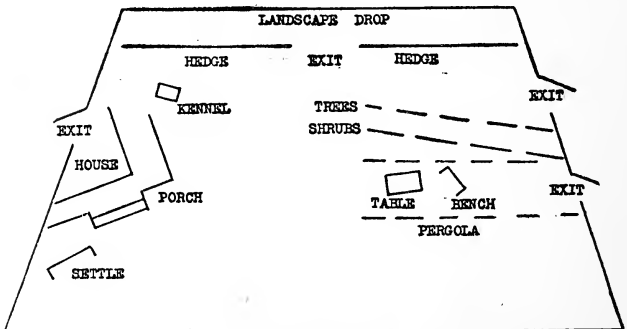 LANDSCAPE DROP
HEDGE
EXIT
HEDGE
KENNEL
EXIT
TREES
EXIT
SHRUBS
HOUSE
PORCH
EXIT
TABLE
BENCH
PERGOLA
SETTLE